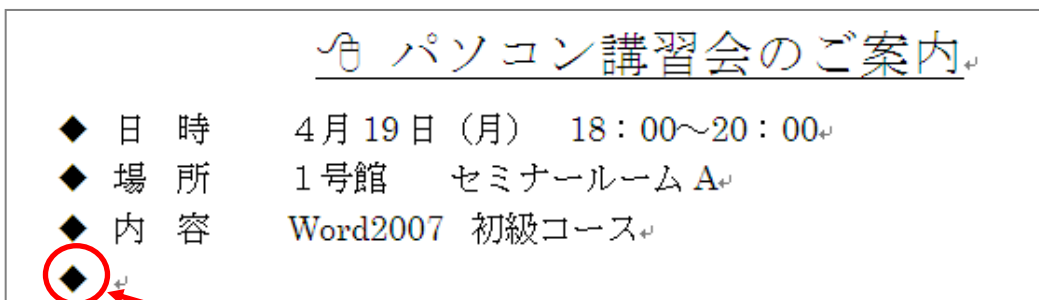 パソコン講習会のご案内
◆ 日 時 4月19日(月) 18:00~20:00
◆ 場 所 1号館 セミナールームA
◆ 内 容 Word2007 初級コース
◆